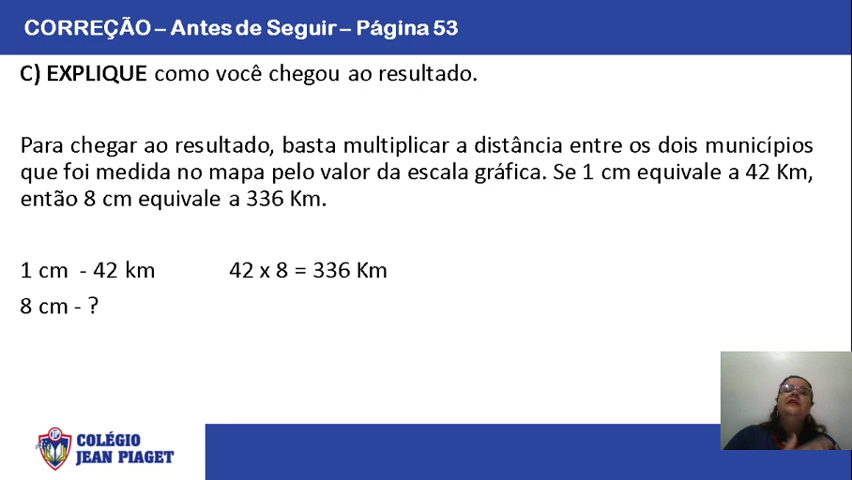 CORREÇÃO – Antes de Seguir – Página 53
C) EXPLIQUE como você chegou ao resultado.
Para chegar ao resultado, basta multiplicar a distância entre os dois municípios
que foi medida no mapa pelo valor da escala gráfica. Se 1 cm equivale a 42 Km,
então 8 cm equivale a 336 Km.
1 cm - 42 km 42 x 8 = 336 Km
8 cm - ?
COLÉGIO
JEAN PIAGET